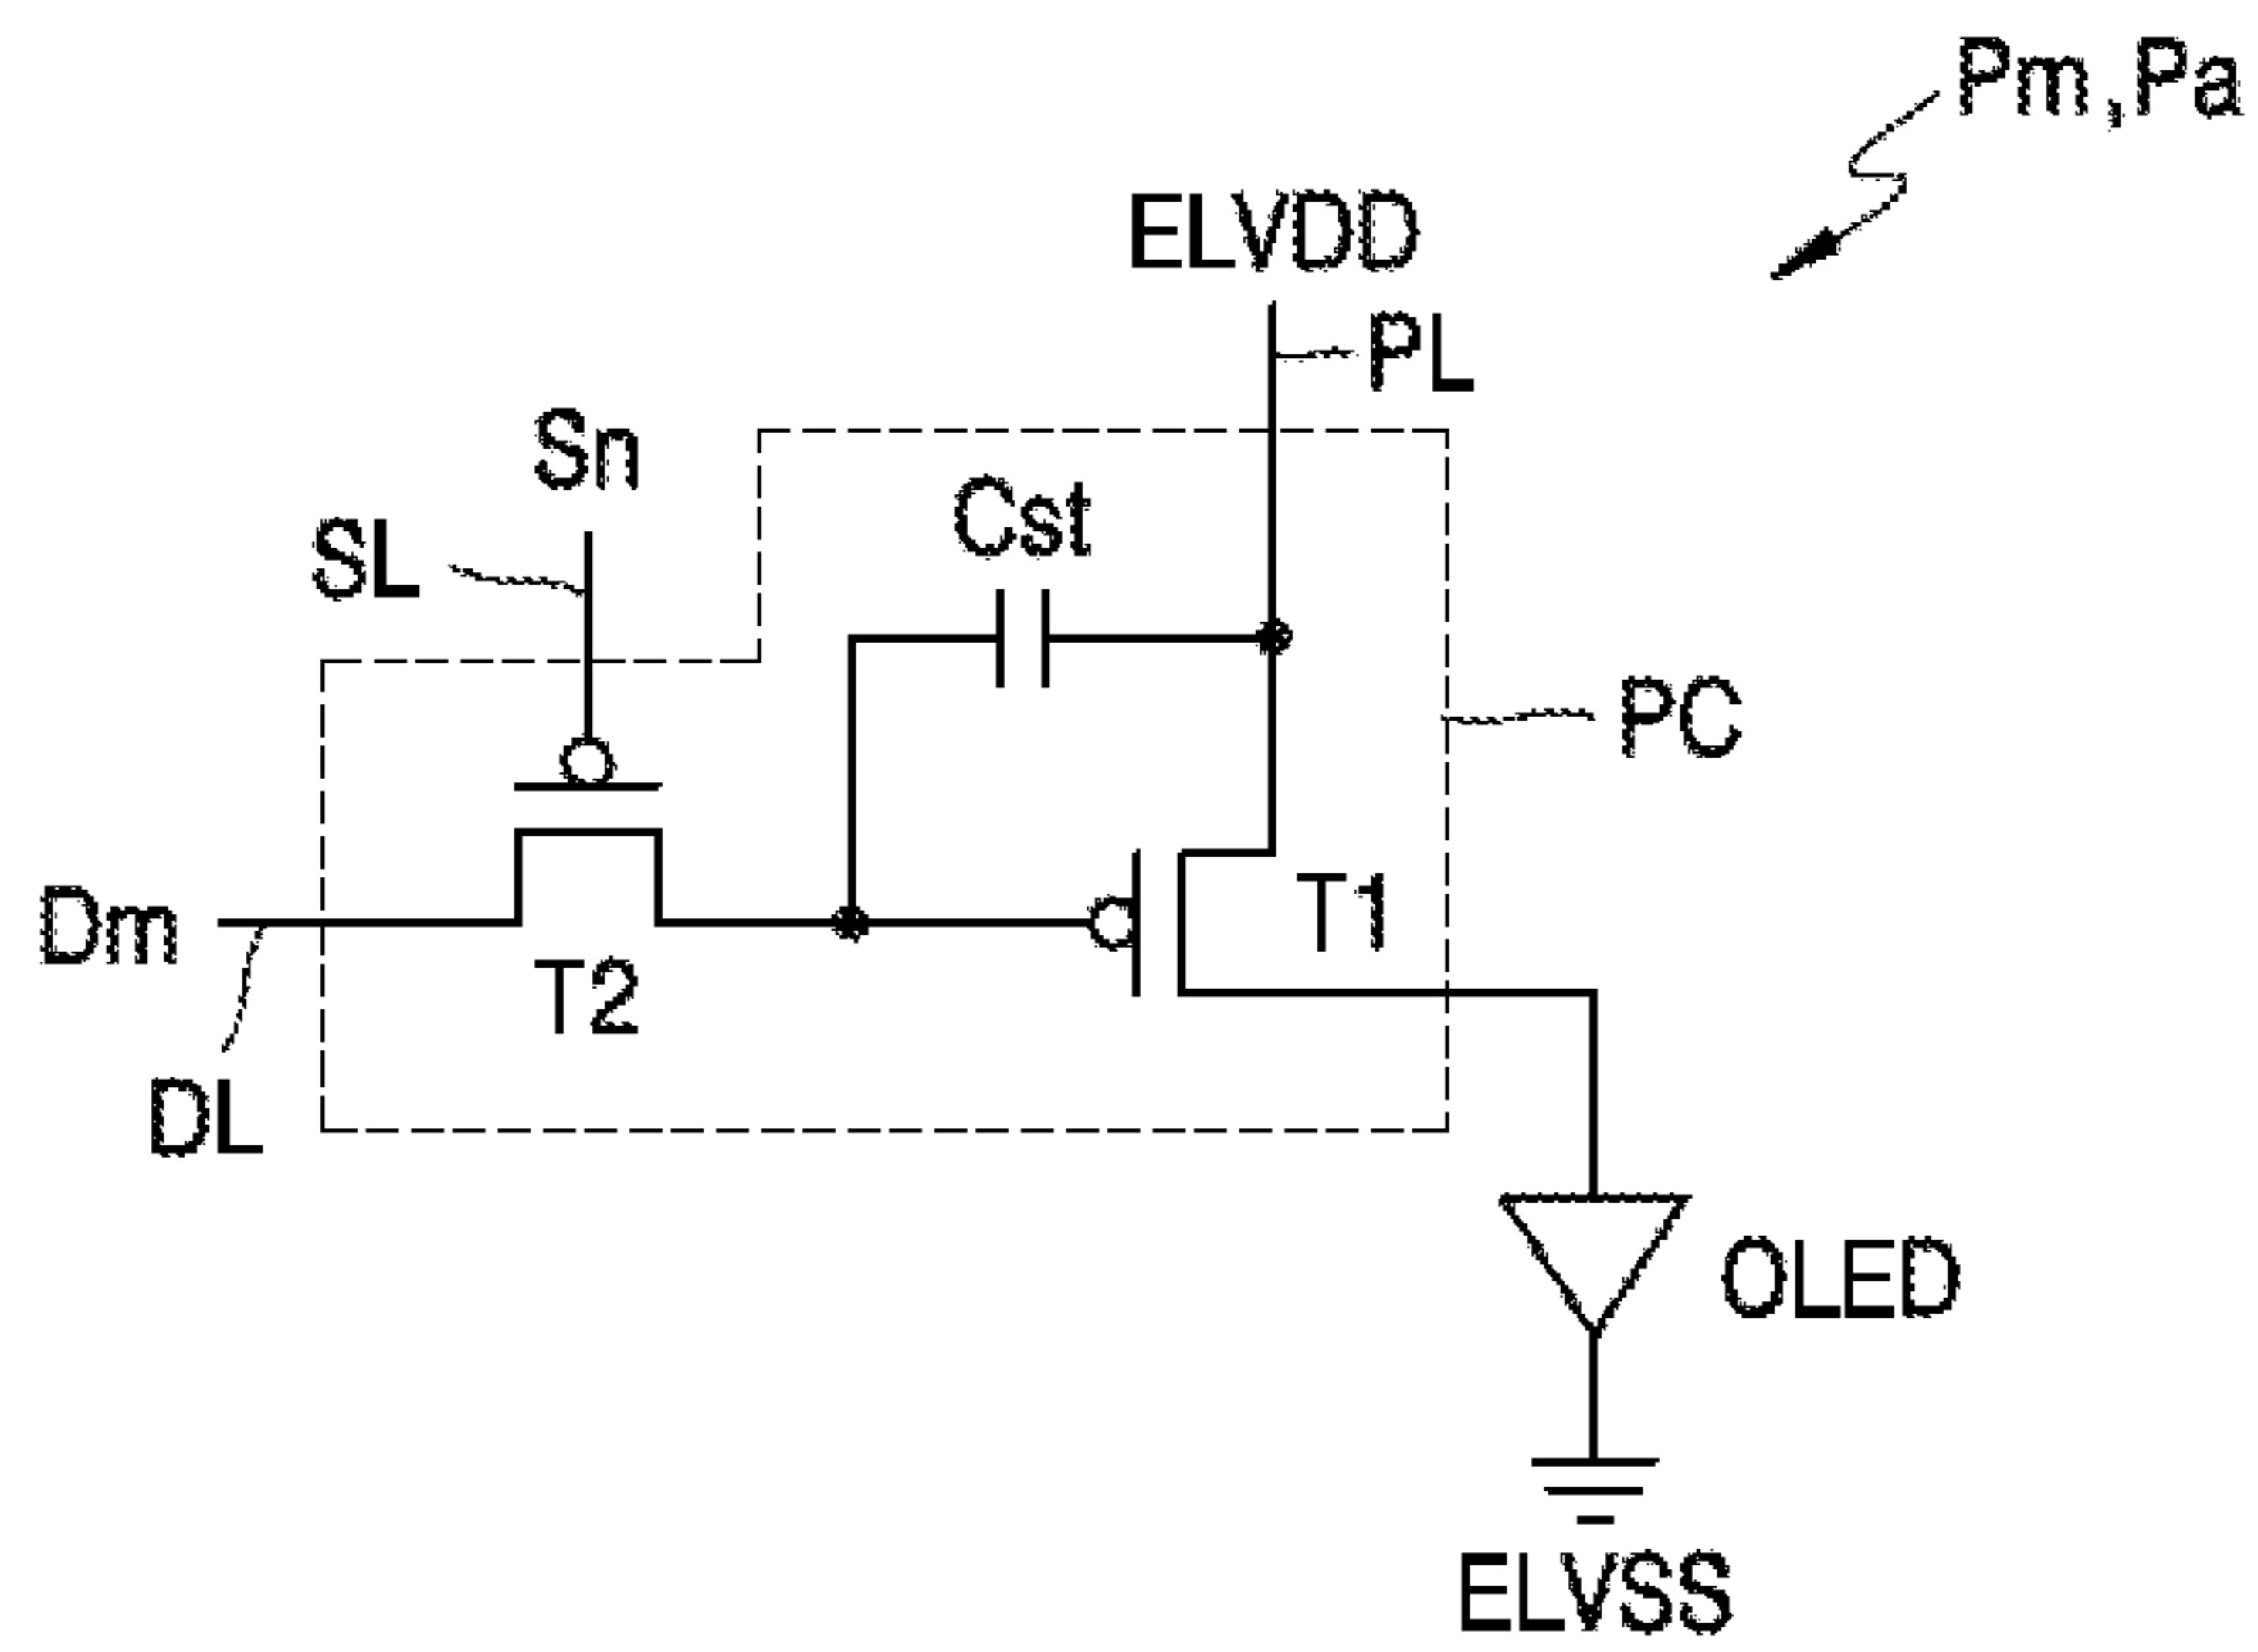 Pm,Pa
ELVDD
PL
Sn
Cst
SL
PC
T1
Dm
T2
DL
OLED
ELVSS